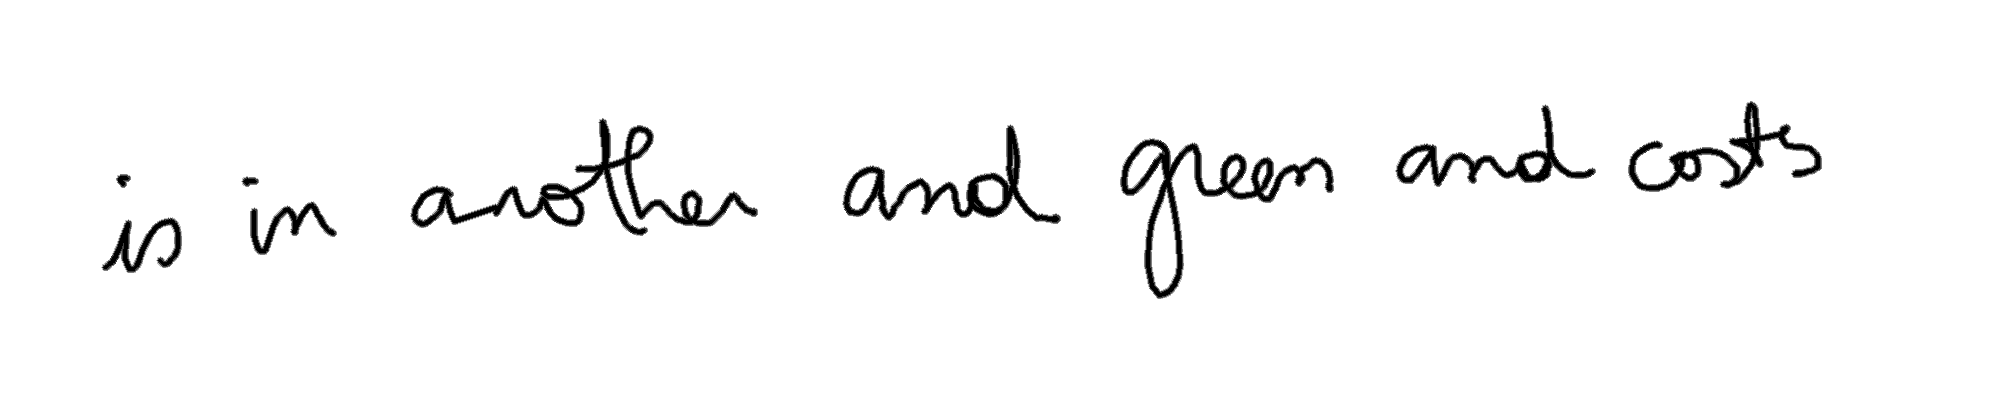 is in another and green and costs